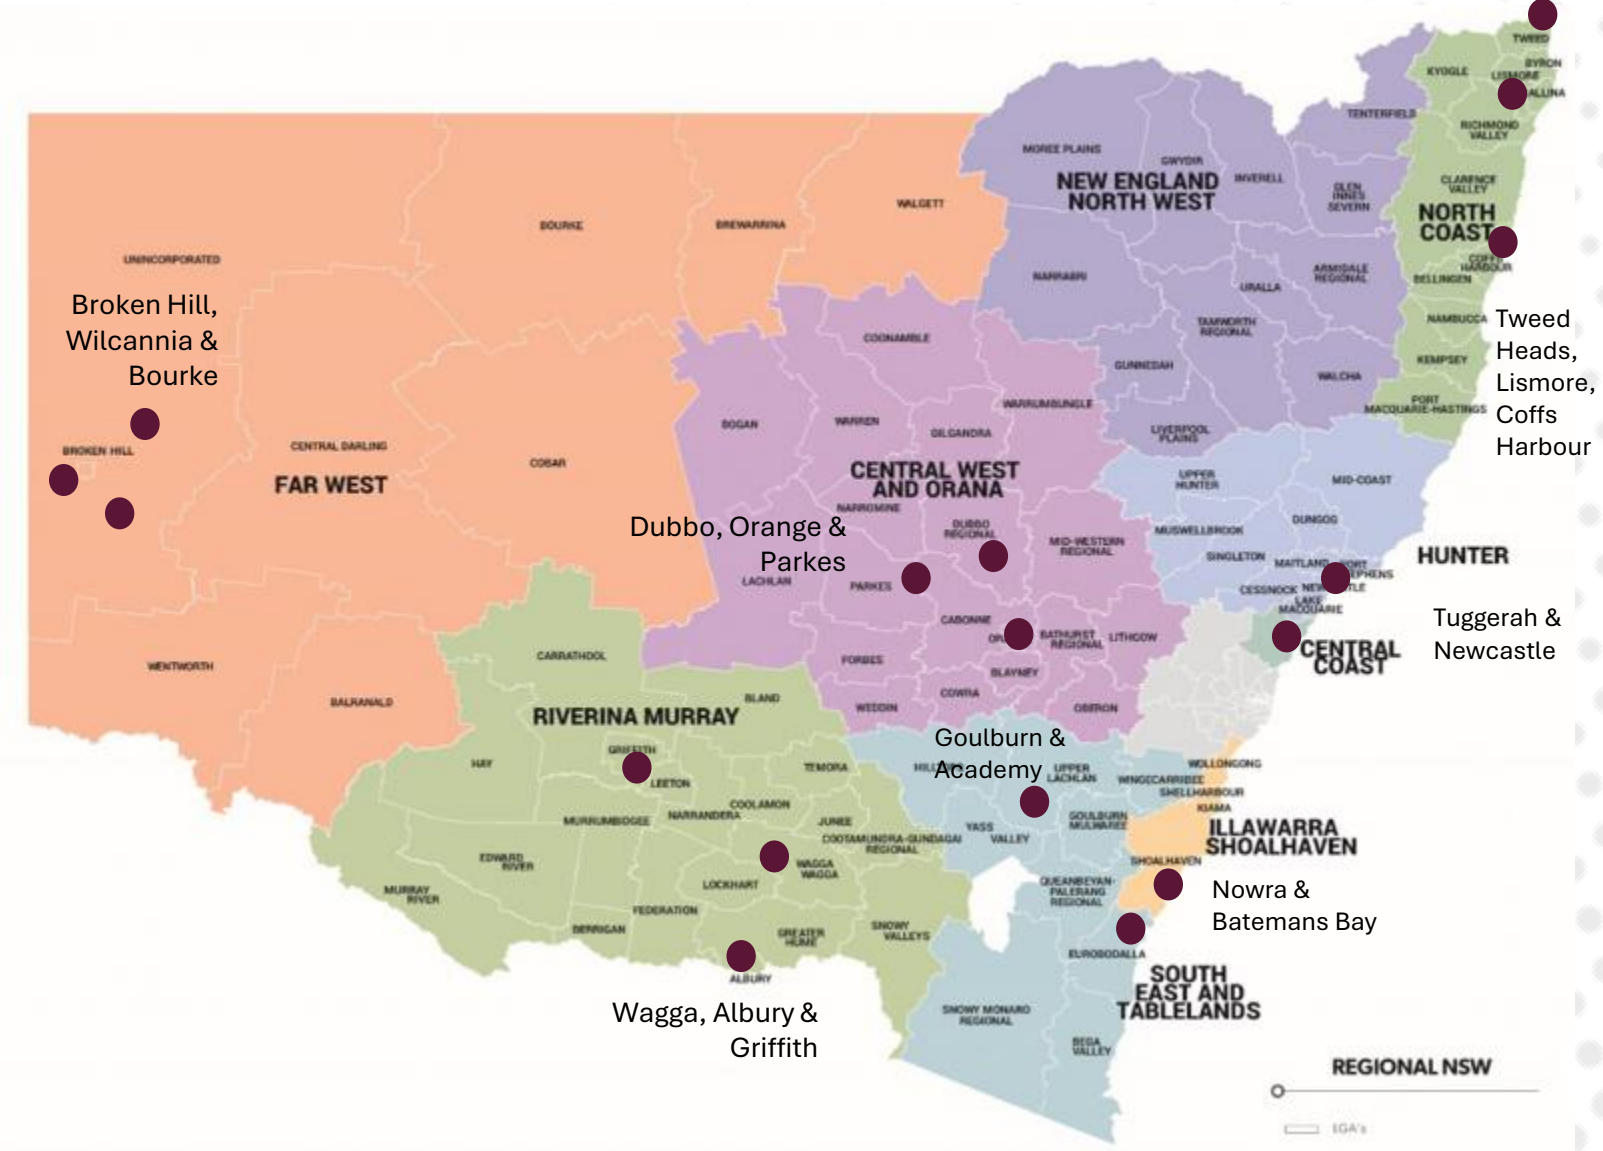 TWEED
KYOGLE
BYRON
LISMORE
ALLINA
TENTERFIELD
RICHMOND
VALLEY
MOREE PLAINS
GWYDIR
INVERELL
GLEN
INNES
SEVERN
CLARENCE
VALLEY
NEW ENGLAND
NORTH WEST
WALGETT
BOURKE
BREWARRINA
NORTH
COAST
UNINCORPORATED
COFFS
HARBOUR
BELLINGEN
NARRABRI
ARMIDALE
REGIONAL
URALLA
Broken Hill,
Wilcannia &
Bourke
NAMBUCCA
Tweed
Heads,
Lismore,
Coffs
Harbour
TAMWORTH
REGIONAL
COONAMBLE
KEMPSEY
GUNNEDAH
WALCHA
PORT
MACQUARIE-HASTINGS
WARRUMBUNGLE
BOGAN
WARREN
GILGANDRA
LIVERPOOL
PLAINS
BROKEN HILL
CENTRAL DARLING
COBAR
FAR WEST
CENTRAL WEST
AND ORANA
UPPER
HUNTER
MID-COAST
NARROMINE
DUBBO
REGIONAL
Dubbo, Orange &
Parkes
MID-WESTERN
REGIONAL
MUSWELLBROOK
DUNGOG
SINGLETON
HUNTER
MAITLAND
PORT
EPHENS
LACHLAN
PARKES
CESSNOCK
NEW
TLE
LAKE
MACQUARIE
CABONNE
BATHURST
REGIONAL
LITHGOW
Tuggerah &
Newcastle
CENTRAL
COAST
CARRATHOOL
WENTWORTH
FORBES
BLAYNEY
BALRANALD
BLAND
WEDDIN
COWRA
OBERON
RIVERINA MURRAY
Goulburn &
Academy
GRIFFITH
HAY
LEETON
TEMORA
UPPER
LACHLAN
WINGECARRIBEE
WOLLONGONG
SHELLHARBOUR
KIAMA
MURRUMBIDGEE
NARRANDERA
COOLAMON
JUNEE
COOTAMUNDRA-GUNDAGAI
REGIONAL
YASS
VALLEY
GOULBURN
MULWAREE
ILLAWARRA
SHOALHAVEN
EDWARD
RIVER
SHOALHAVEN
MURRAY
RIVER
LOCKHART
WAGGA
WAGGA
QUEANBEYAN-
PALERANG
REGIONAL
Nowra &
Batemans Bay
FEDERATION
BERRIGAN
GREATER
HUME
SNOWY
VALLEYS
EUROBODALLA
ALBURY
SOUTH
EAST AND
TABLELANDS
Wagga, Albury &
Griffith
SNOWY MONARO
REGIONAL
BEGA
VALLEY
REGIONAL NSW
LGA's